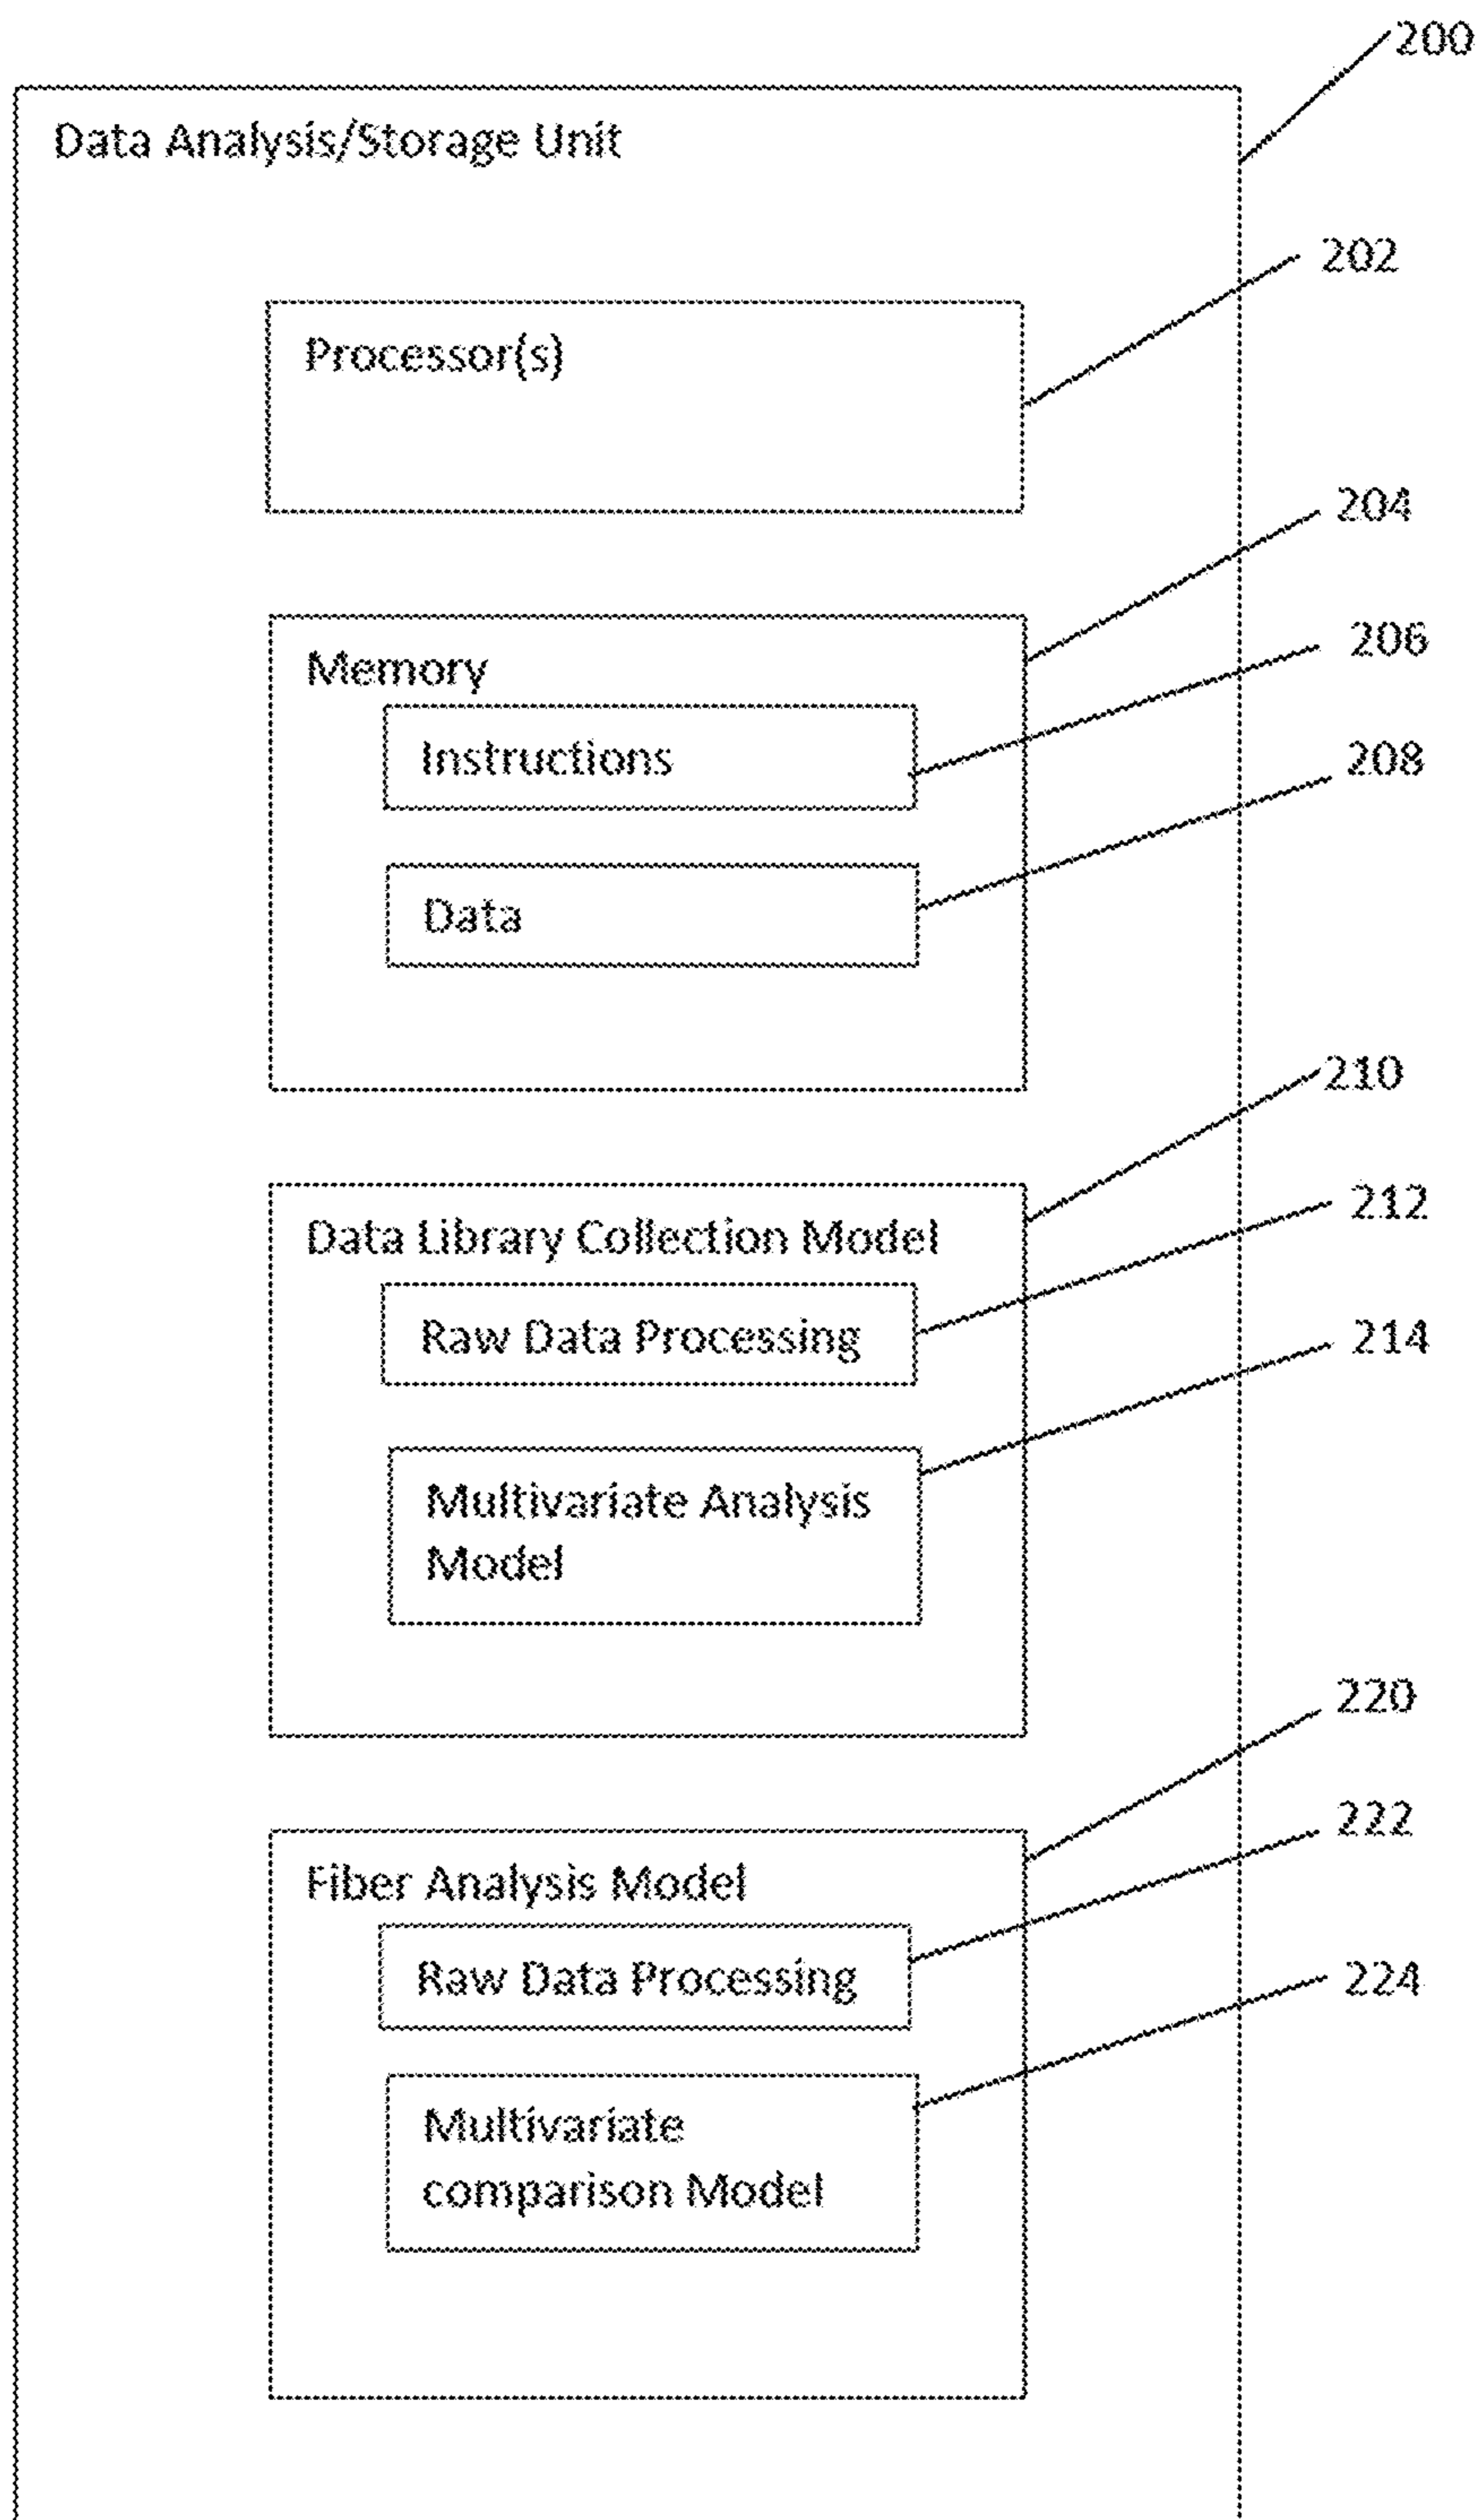 200
Data Analysis/Storage Unit
202
Processor(s)
204
Memory
206
Instructions
208
Data
210
Data Library Collection Model
212
Raw Data Processing
214
Multivariate Analysis
Model
220
Fiber Analysis Model
222
Raw Data Processing
224
Multivariate
comparison Model